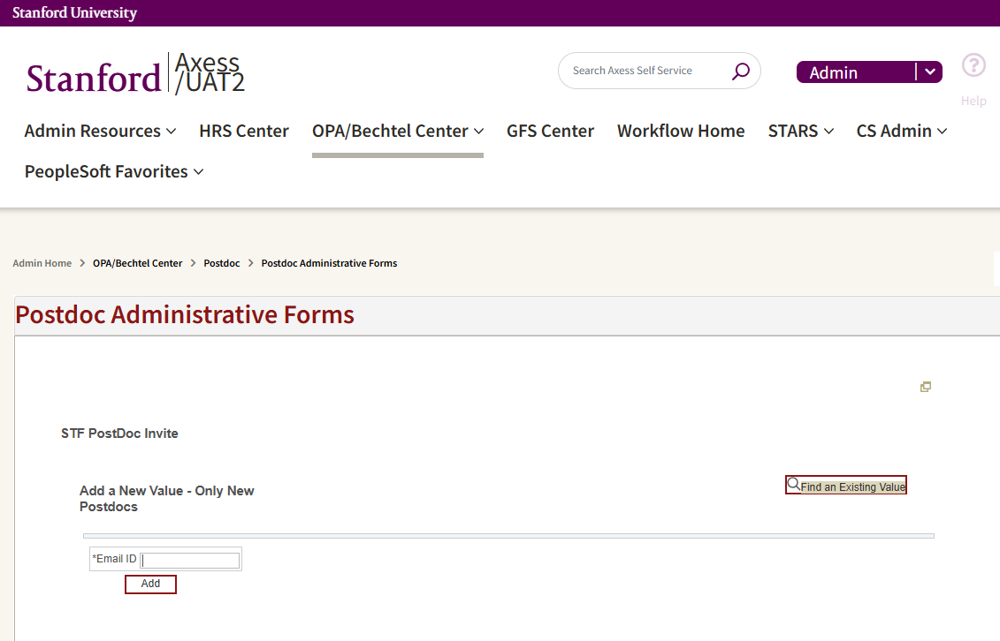 Stanford University
Stanford
Axess
/UAT2
Search Axess Self Service
Admin
?
Help
Admin Resources
HRS Center
OPA/Bechtel Center
GFS Center
Workflow Home
STARS
CS Admin
PeopleSoft Favorites
Admin Home > OPA/Bechtel Center > Postdoc > Postdoc Administrative Forms
Postdoc Administrative Forms
STF PostDoc Invite
Add a New Value - Only New
Postdocs
Find an Existing Value
*Email ID
Add